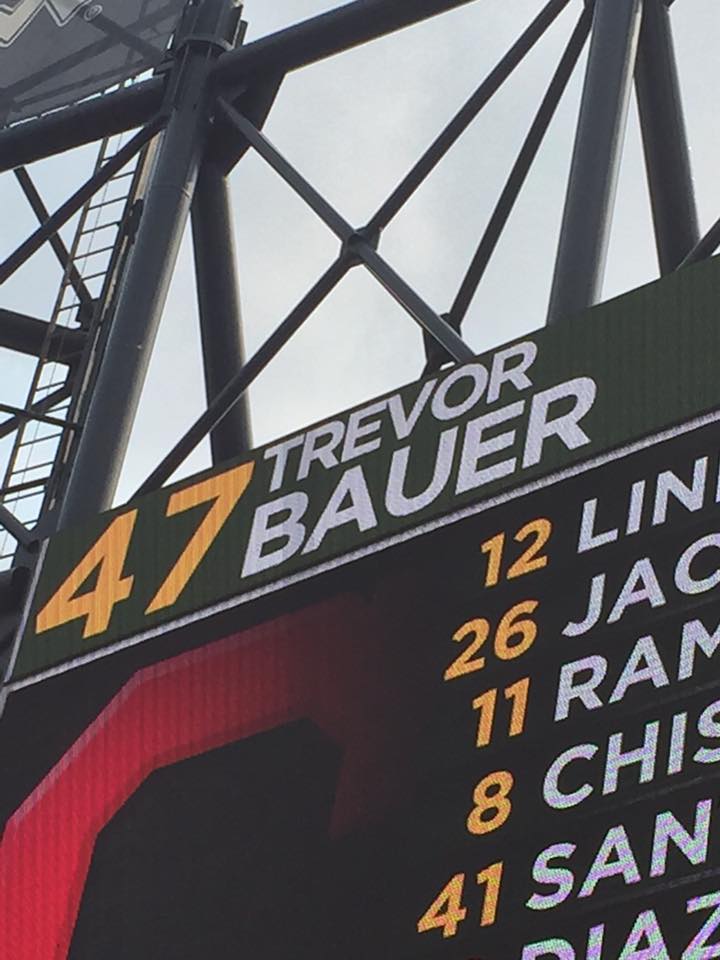 47 TREVOR
BAUER
12 LIN
26 JAC
11 RAM
8 CHIS
41 SAN
DIAZ